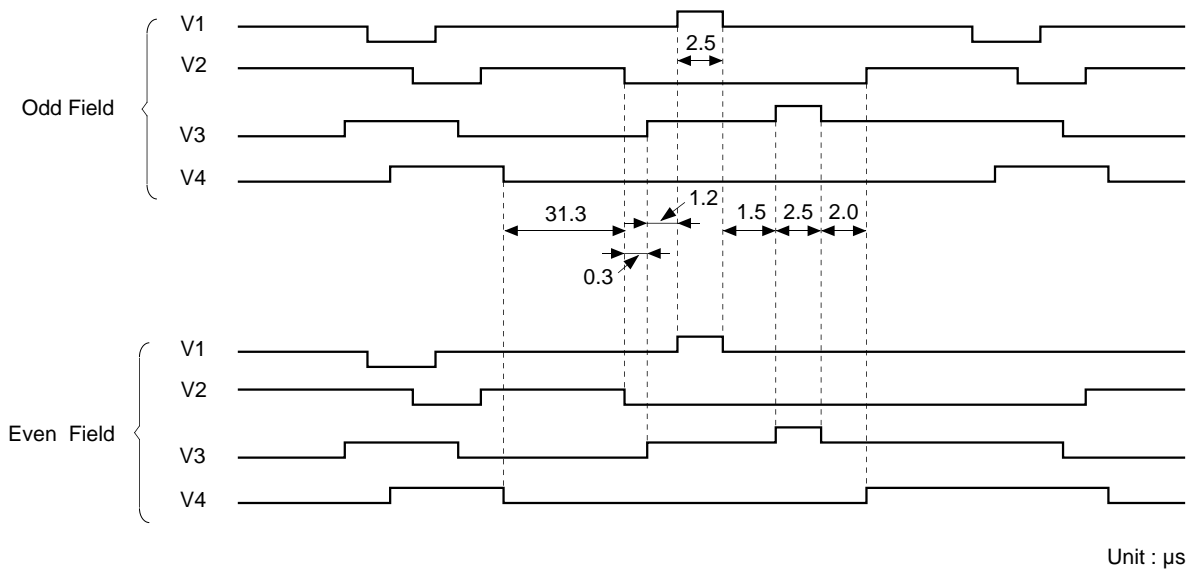 V1
2.5
V2
Odd Field
V3
V4
1.2
31.3
1.5
2.5
2.0
0.3
V1
V2
Even Field
V3
V4
Unit : µs